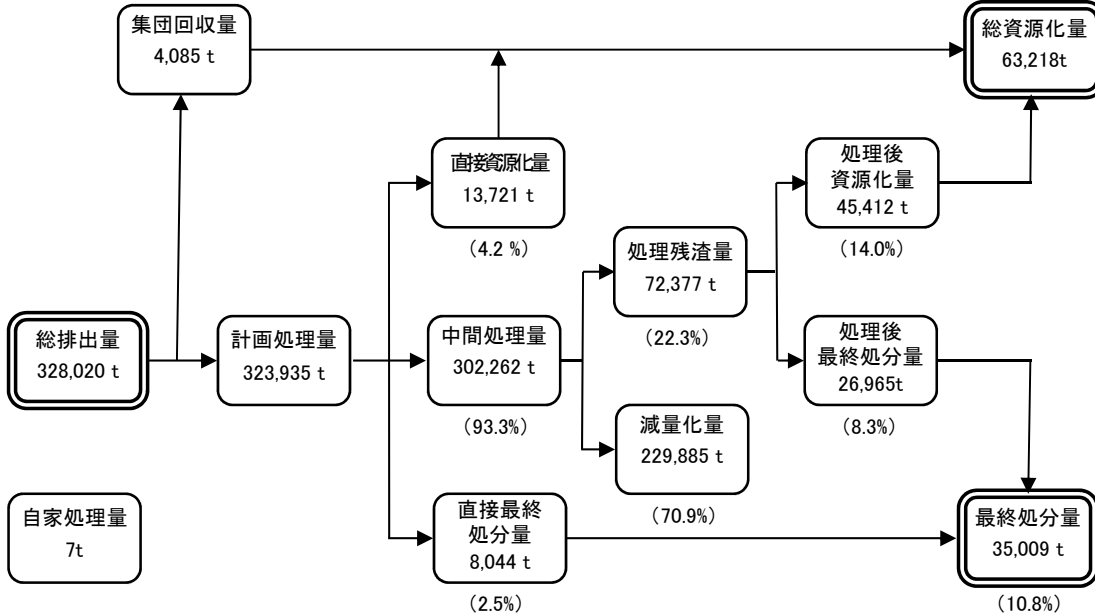 集団回収量
4,085 t
総資源化量
63,218t
直接資源化量
13,721 t
(4.2 %)
処理後
資源化量
45,412 t
(14.0%)
処理残渣量
72,377 t
(22.3%)
総排出量
328,020 t
計画処理量
323,935 t
中間処理量
302,262 t
(93.3%)
処理後
最終処分量
26,965t
(8.3%)
減量化量
229,885 t
(70.9%)
自家処理量
7t
直接最終
処分量
8,044 t
(2.5%)
最終処分量
35,009 t
(10.8%)